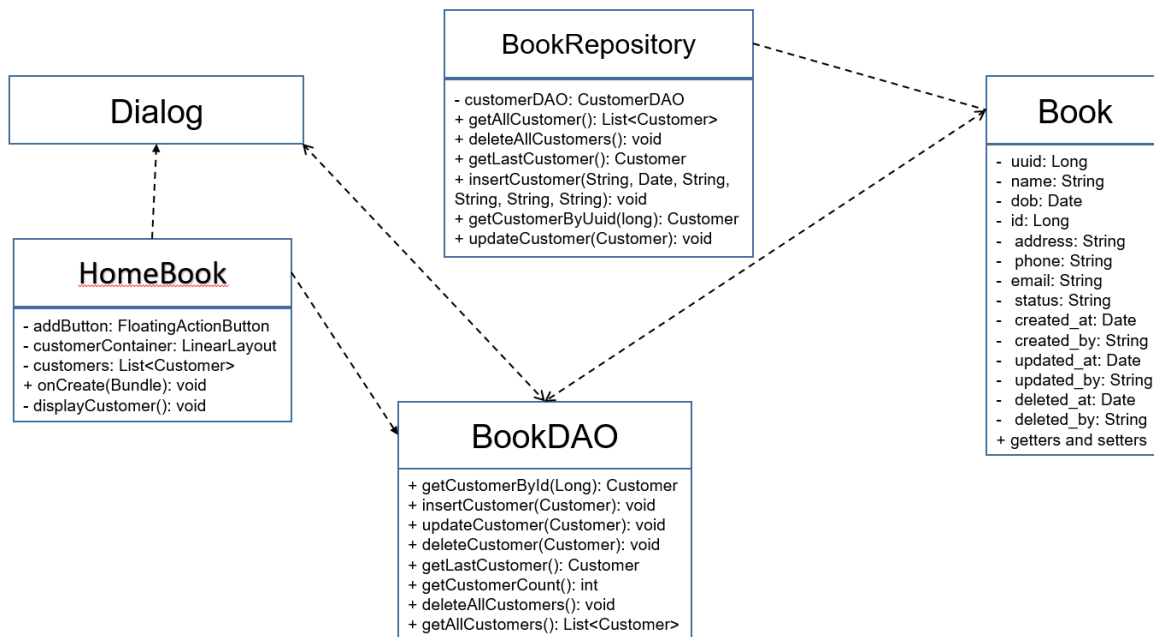 BookRepository
- customerDAO: CustomerDAO
+ getAllCustomer(): List<Customer>
+ deleteAllCustomers(): void
+ getLastCustomer(): Customer
+ insertCustomer(String, Date, String,
String, String, String): void
+ getCustomerByUuid(long): Customer
+ updateCustomer(Customer): void
Dialog
Book
- uuid: Long
- name: String
- dob: Date
- id: Long
- address: String
- phone: String
- email: String
- status: String
- created_at: Date
- created_by: String
- updated_at: Date
- updated_by: String
- deleted_at: Date
- deleted_by: String
+ getters and setters
HomeBook
- addButton: FloatingActionButton
- customerContainer: LinearLayout
- customers: List<Customer>
+ onCreate(Bundle): void
- displayCustomer(): void
BookDAO
+ getCustomerById(Long): Customer
+ insertCustomer(Customer): void
+ updateCustomer(Customer): void
+ deleteCustomer(Customer): void
+ getLastCustomer(): Customer
+ getCustomerCount(): int
+ deleteAllCustomers(): void
+ getAllCustomers(): List<Customer>